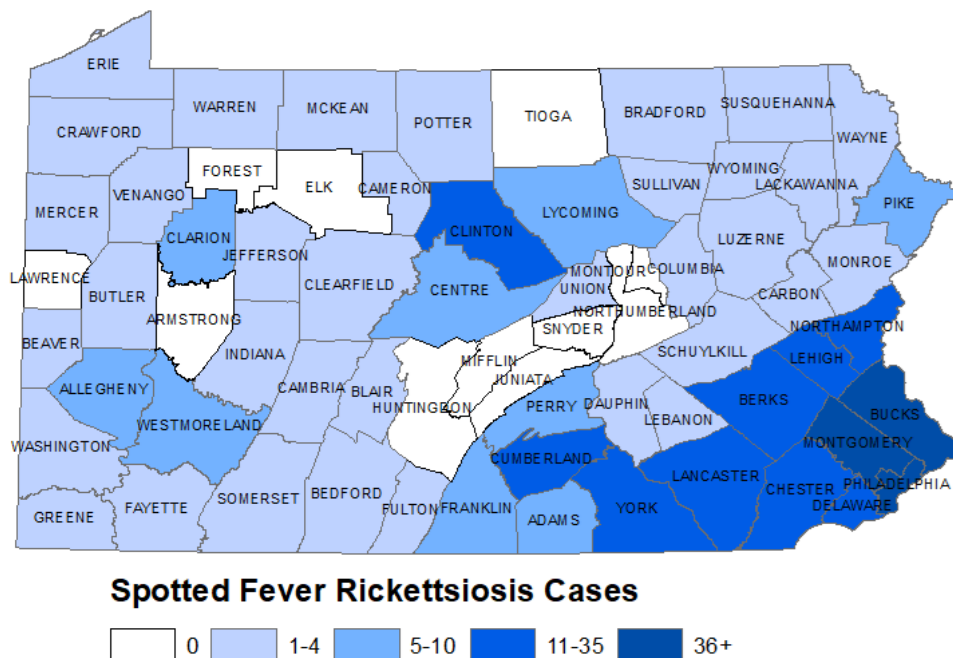 ERIE
WARREN
MCKEAN
POTTER
TIOGA
BRADFORD
SUSQUEHANNA
CRAWFORD
WAYNE
FOREST
WYOMING
ELK
CAMERON
SULLIVAN
LACKAWANNA
VENANGO
MERCER
LYCOMING
PIKE
CLARION
CLINTON
LUZERNE
JEFFERSON
MONROE
LAWRENCE
MONTOUR
COLUMBIA
CLEARFIELD
UNION
CENTRE
CARBON
BUTLER
NORTHUMBERLAND
ARMSTRONG
SNYDER
NORTHAMPTON
BEAVER
INDIANA
MIFFLIN
SCHUYLKILL
LEHIGH
JUNIATA
ALLEGHENY
CAMBRIA
BLAIR
BERKS
HUNTINGDON
PERRY
DAUPHIN
BUCKS
WESTMORELAND
LEBANON
WASHINGTON
MONTGOMERY
CUMBERLAND
LANCASTER
PHILADELPHIA
CHESTER
SOMERSET
BEDFORD
FULTON
FRANKLIN
YORK
DELAWARE
FAYETTE
GREENE
ADAMS
Spotted Fever Rickettsiosis Cases
0 1-4 5-10 11-35 36+